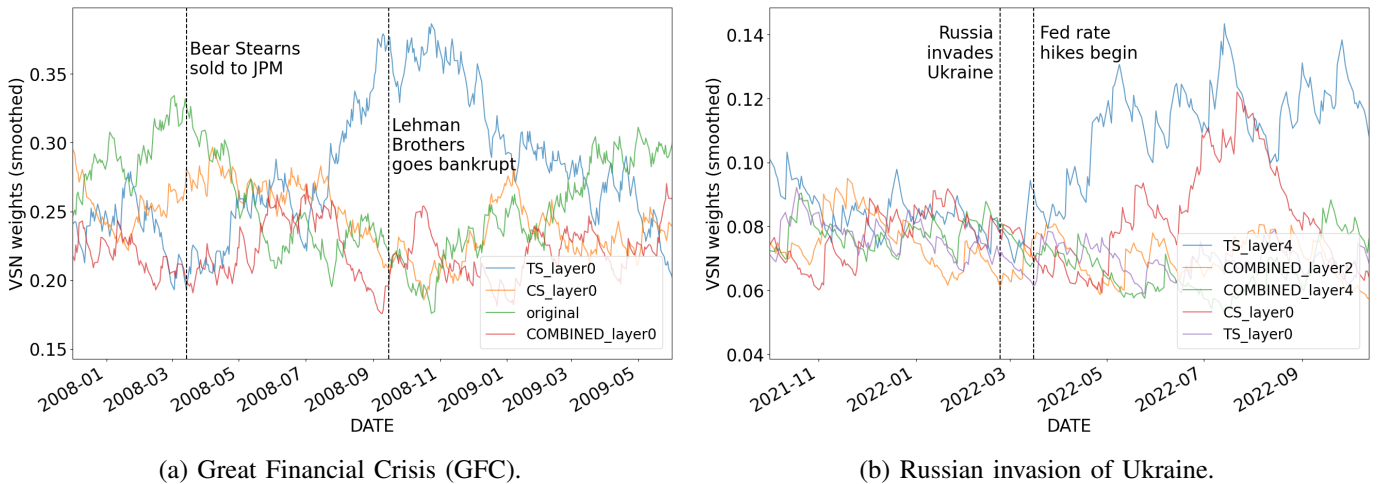 VSN weights (smoothed)
0.35
0.30
0.25
0.20
0.15
Bear Stearns
sold to JPM
Lehman
Brothers
goes bankrupt
TS_layer0
CS_layer0
original
COMBINED_layer0
2008-01
2008-03
2008-05
2008-07
2008-09
2008-11
2009-01
2009-03
2009-05
DATE
(a) Great Financial Crisis (GFC).
VSN weights (smoothed)
0.14
0.12
0.10
0.08
0.06
0.04
Russia
invades
Ukraine
Fed rate
hikes begin
TS_layer4
COMBINED_layer2
COMBINED_layer4
CS_layer0
TS_layer0
2021-11
2022-01
2022-03
2022-05
2022-07
2022-09
DATE
(b) Russian invasion of Ukraine.